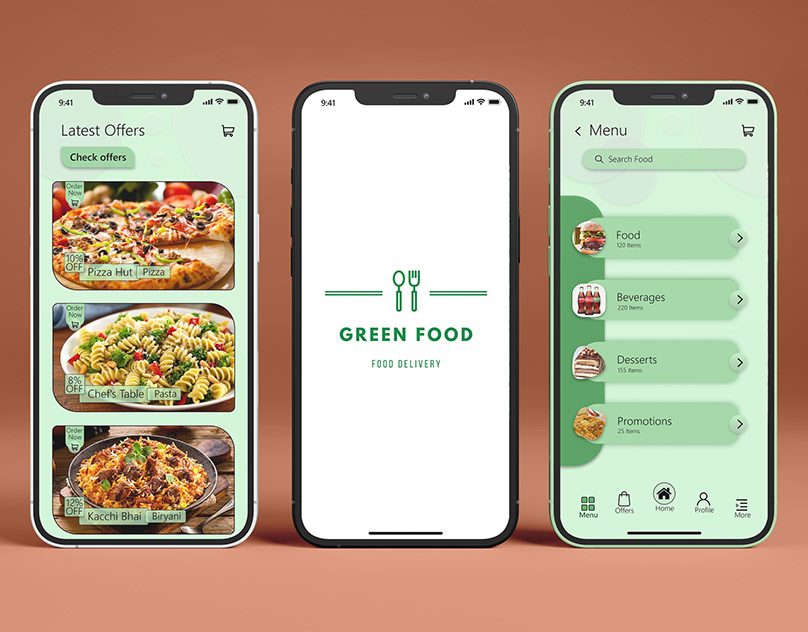 9:41
Latest Offers
Check offers
Order
Now
10%
OFF
Pizza Hut
Pizza
Order
Now
8%
OFF
Chef's Table
Pasta
Order
Now
12%
OFF
Kacchi Bhai
Biryani
9:41
GREEN FOOD
FOOD DELIVERY
9:41
Menu
Search Food
Food
120 Items
Beverages
220 Items
Desserts
155 Items
Promotions
25 Items
Menu
Offers
Home
Profile
More